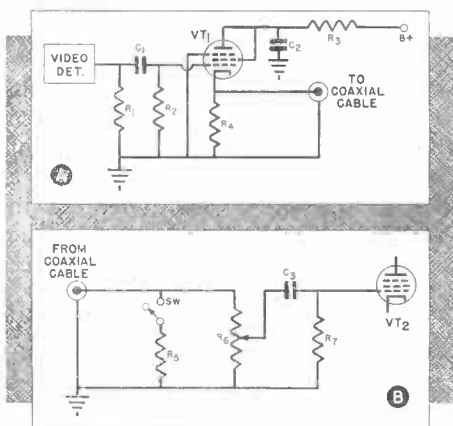 VT1
C1
C2
R3
B+
VIDEO
DET.
R1
R2
R4
TO
COAXIAL
CABLE
A
FROM
COAXIAL
CABLE
SW
R5
R6
C3
R7
VT2
B